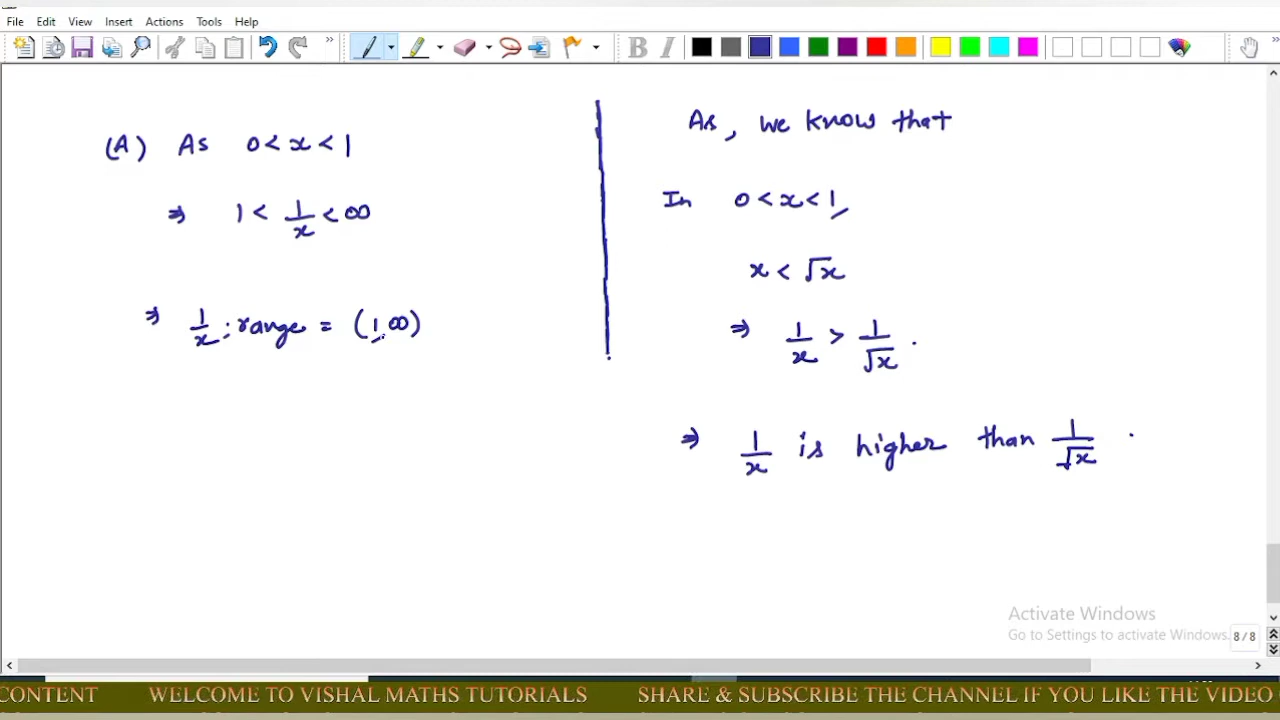 File Edit View Insert Actions Tools Help
(A) As 0 < x < 1
⇒ 1 < 1/x < ∞
⇒ 1/x : range = (1, ∞)
As, we know that
In 0 < x < 1,
x < √x
⇒ 1/x > 1/√x .
⇒ 1/x is higher than 1/√x .
Activate Windows
Go to Settings to activate Windows.
8 / 8
CONTENT WELCOME TO VISHAL MATHS TUTORIALS SHARE & SUBSCRIBE THE CHANNEL IF YOU LIKE THE VIDEO